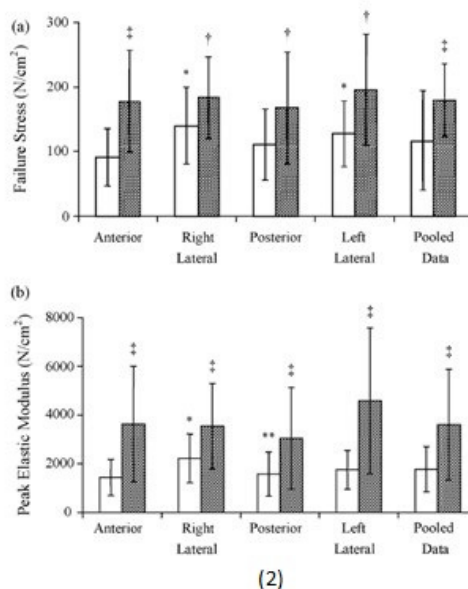 (a)
Failure Stress (N/cm²)
300
200
100
0
‡ * † † * † ‡
Anterior Right Lateral Posterior Left Lateral Pooled Data
(b)
Peak Elastic Modulus (N/cm²)
8000
6000
4000
2000
0
‡ * ‡ ** ‡ ‡ ‡
Anterior Right Lateral Posterior Left Lateral Pooled Data
(2)